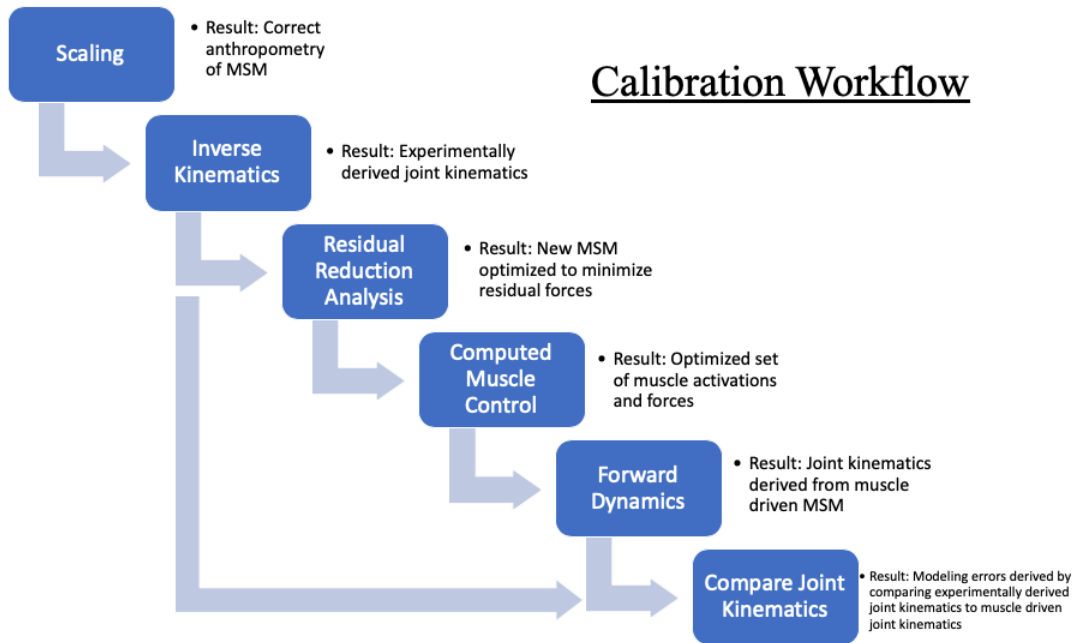 Calibration Workflow
Scaling
• Result: Correct
anthropometry
of MSM
Inverse
Kinematics
• Result: Experimentally
derived joint kinematics
Residual
Reduction
Analysis
• Result: New MSM
optimized to minimize
residual forces
Computed
Muscle
Control
• Result: Optimized set
of muscle activations
and forces
Forward
Dynamics
• Result: Joint kinematics
derived from muscle
driven MSM
Compare Joint
Kinematics
• Result: Modeling errors derived by
comparing experimentally derived
joint kinematics to muscle driven
joint kinematics